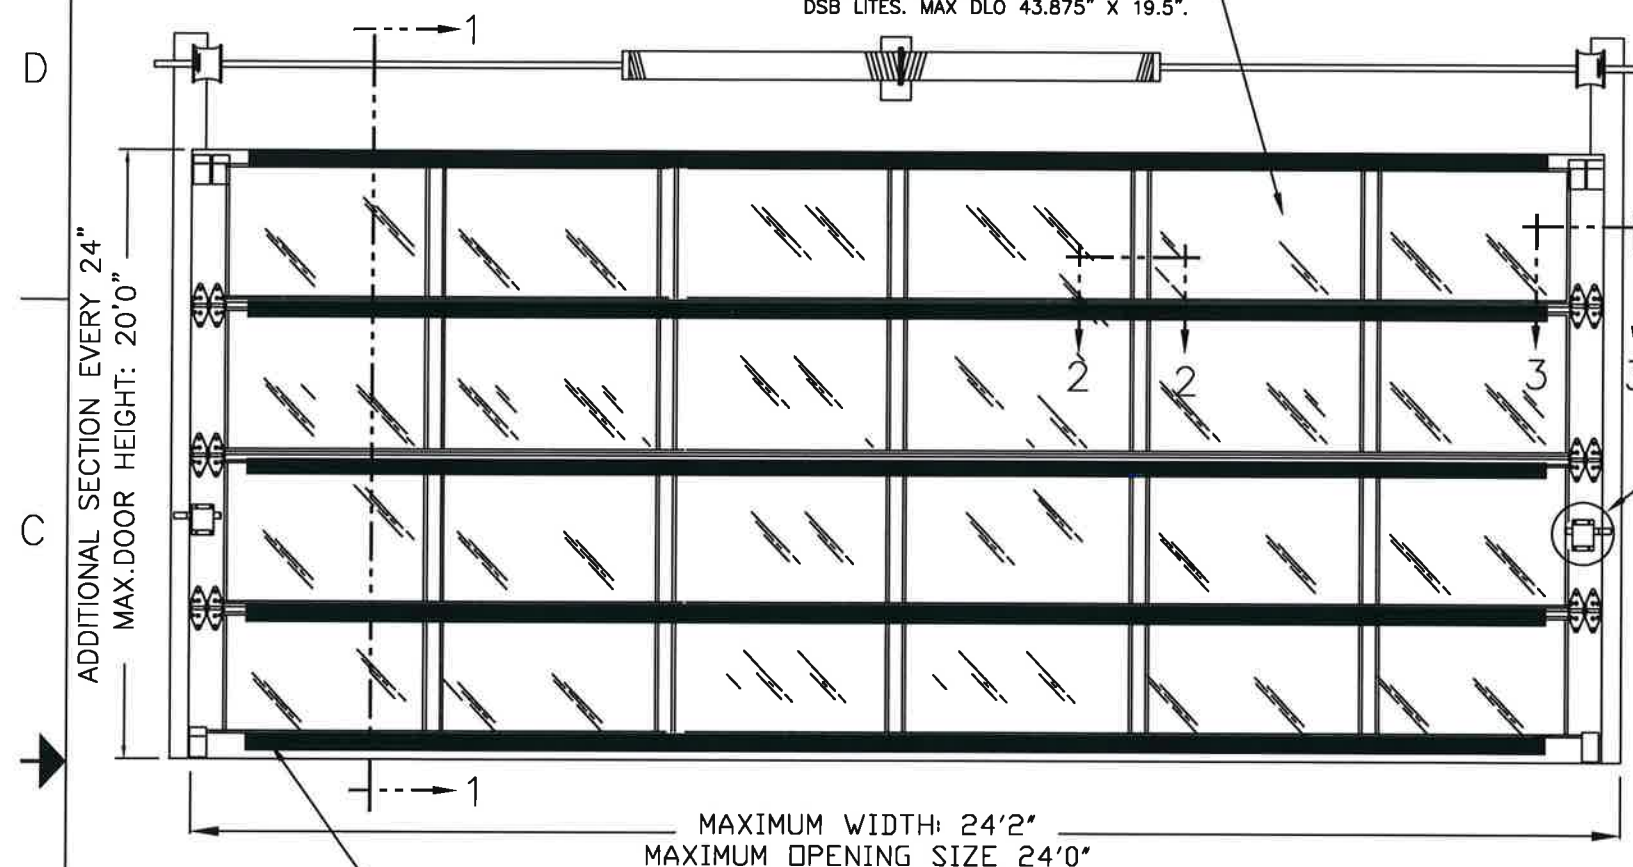 DSB LITES. MAX DLO 43.875" X 19.5".
D
1
ADDITIONAL SECTION EVERY 24"
MAX.DOOR HEIGHT: 20'0"
2
2
3
C
1
MAXIMUM WIDTH: 24'2"
MAXIMUM OPENING SIZE 24'0"